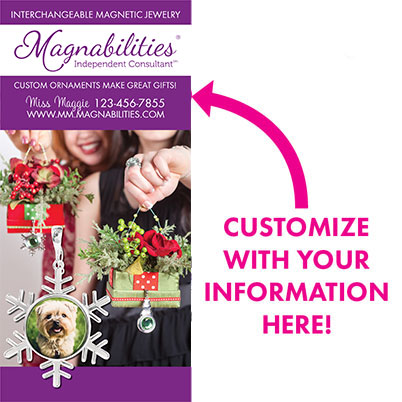 INTERCHANGEABLE MAGNETIC JEWELRY
Magnabilities®
Independent Consultant℠
CUSTOM ORNAMENTS MAKE GREAT GIFTS!
Miss Maggie 123-456-7855
WWW.MM.MAGNABILITIES.COM
CUSTOMIZE
WITH YOUR
INFORMATION
HERE!